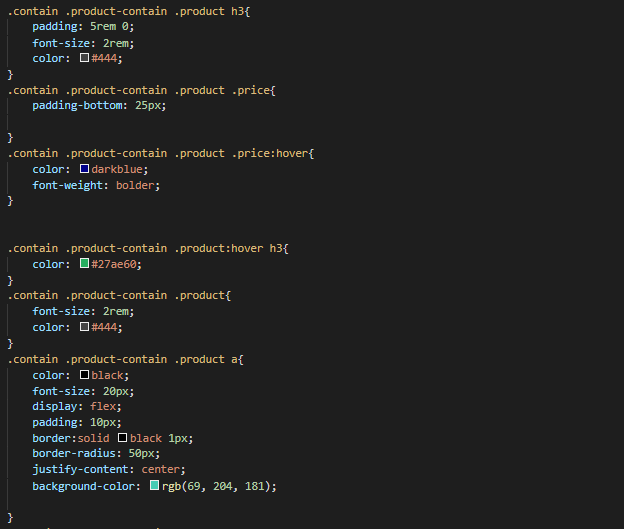 .contain .product-contain .product h3{
padding: 5rem 0;
font-size: 2rem;
color: #444;
}
.contain .product-contain .product .price{
padding-bottom: 25px;
}
.contain .product-contain .product .price:hover{
color: darkblue;
font-weight: bolder;
}
.contain .product-contain .product:hover h3{
color: #27ae60;
}
.contain .product-contain .product{
font-size: 2rem;
color: #444;
}
.contain .product-contain .product a{
color: black;
font-size: 20px;
display: flex;
padding: 10px;
border:solid black 1px;
border-radius: 50px;
justify-content: center;
background-color: rgb(69, 204, 181);
}